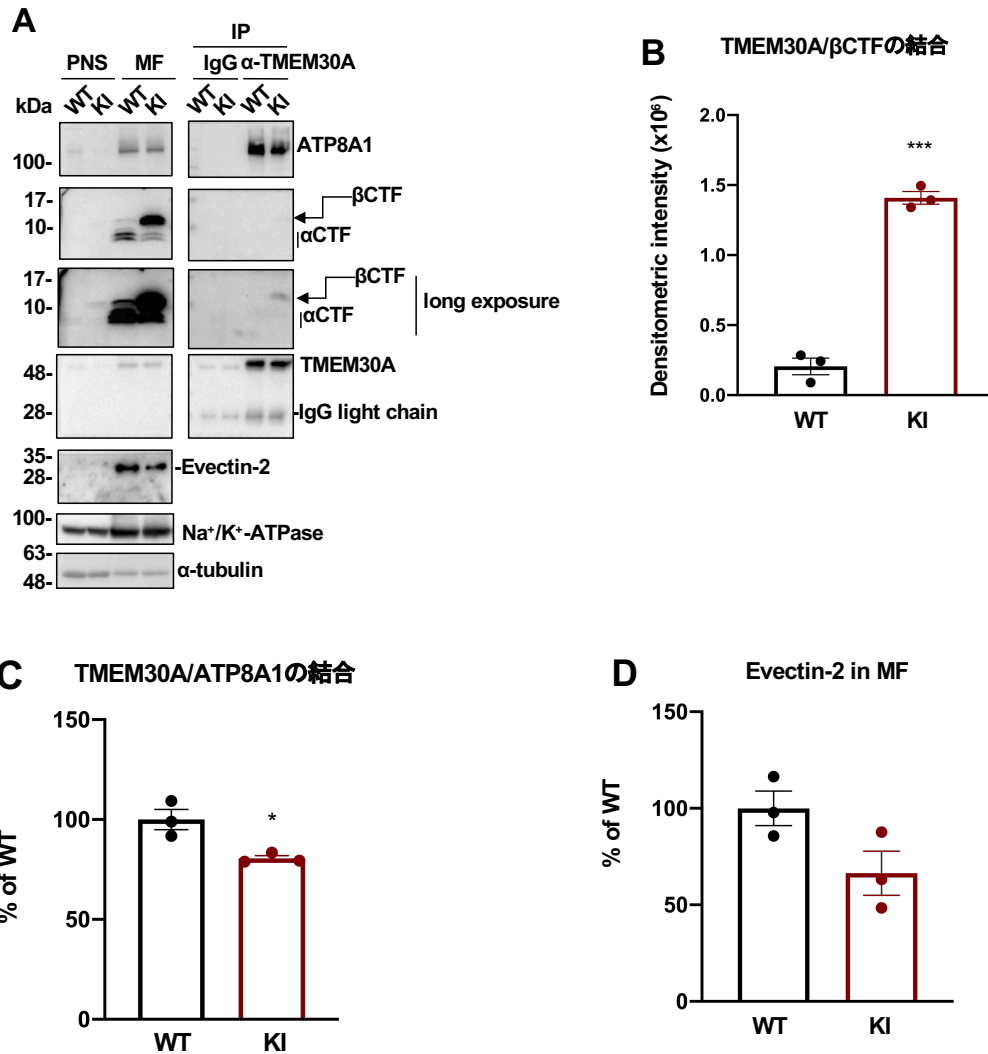 A
IP
PNS MF IgG α-TMEM30A
kDa WT KI WT KI WT KI WT KI
100- ATP8A1
17- βCTF
10- αCTF
17- βCTF
10- αCTF long exposure
48- TMEM30A
28- -IgG light chain
35- -Evectin-2
28-
100- Na⁺/K⁺-ATPase
63- α-tubulin
48-
B
TMEM30A/βCTFの結合
Densitometric intensity (x10⁶)
2.0
1.5
1.0
0.5
0.0
***
WT KI
C
TMEM30A/ATP8A1の結合
% of WT
150
100
50
0
*
WT KI
D
Evectin-2 in MF
% of WT
150
100
50
0
WT KI